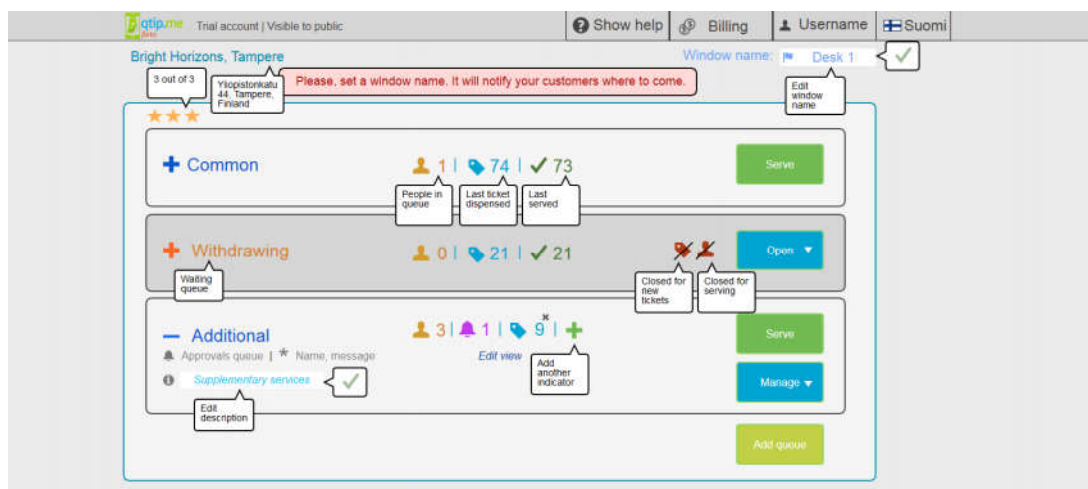 qtip.me Trial account | Visible to public Show help Billing Username Suomi
beta
Bright Horizons, Tampere Window name: Desk 1
3 out of 3
Yliopistonkatu
44, Tampere,
Finland
Please, set a window name. It will notify your customers where to come.
Edit
window
name
Common 1 | 74 | 73 Serve
People in
queue
Last ticket
dispensed
Last
served
Withdrawing 0 | 21 | 21 Open
Waiting
queue
Closed for
new
tickets
Closed for
serving
Additional 3 | 1 | 9 | Serve
Approvals queue | * Name, message Edit view
Add
another
indicator
Supplementary services Manage
Edit
description
Add queue